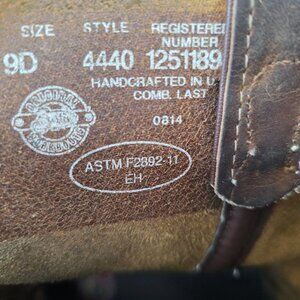 SIZE STYLE REGISTERED
NUMBER
9D 4440 1251189
HANDCRAFTED IN U
COMB. LAST
0814
ASTM F2892-11
EH